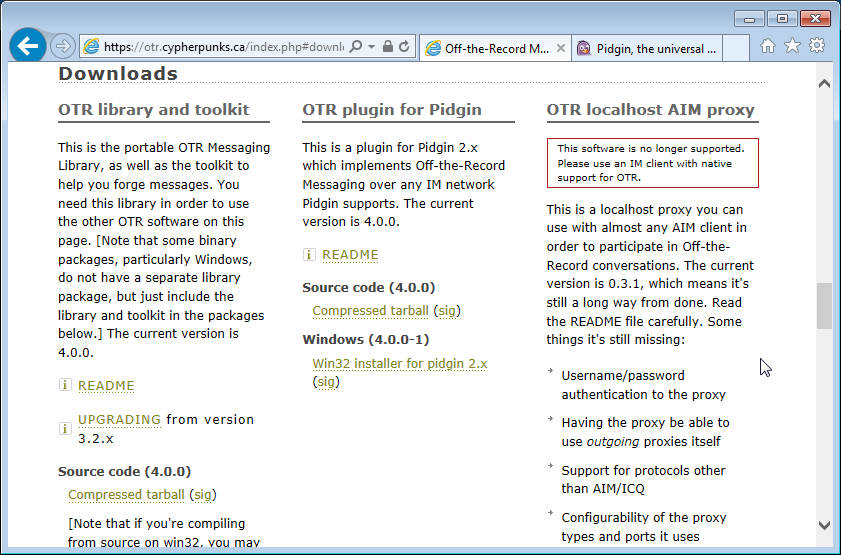 https://otr.cypherpunks.ca/index.php#downl
Off-the-Record M...
Pidgin, the universal ...
Downloads
OTR library and toolkit
This is the portable OTR Messaging
Library, as well as the toolkit to
help you forge messages. You
need this library in order to use
the other OTR software on this
page. [Note that some binary
packages, particularly Windows,
do not have a separate library
package, but just include the
library and toolkit in the packages
below.] The current version is
4.0.0.
i README
i UPGRADING from version
3.2.x
Source code (4.0.0)
Compressed tarball (sig)
[Note that if you're compiling
from source on win32, you may
OTR plugin for Pidgin
This is a plugin for Pidgin 2.x
which implements Off-the-Record
Messaging over any IM network
Pidgin supports. The current
version is 4.0.0.
i README
Source code (4.0.0)
Compressed tarball (sig)
Windows (4.0.0-1)
Win32 installer for pidgin 2.x
(sig)
OTR localhost AIM proxy
This software is no longer supported.
Please use an IM client with native
support for OTR.
This is a localhost proxy you can
use with almost any AIM client in
order to participate in Off-the-
Record conversations. The current
version is 0.3.1, which means it's
still a long way from done. Read
the README file carefully. Some
things it's still missing:
Username/password
authentication to the proxy
Having the proxy be able to
use outgoing proxies itself
Support for protocols other
than AIM/ICQ
Configurability of the proxy
types and ports it uses